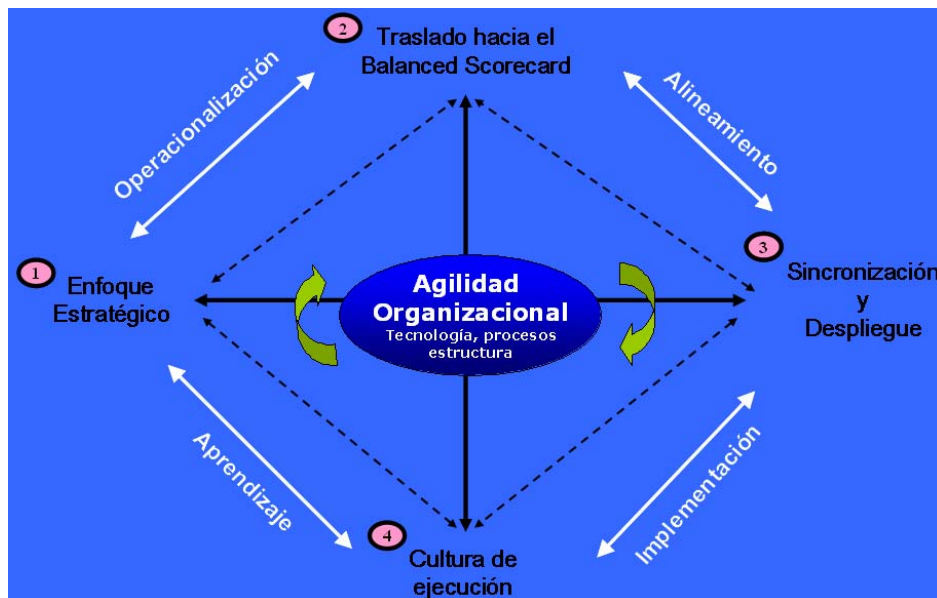 2
Traslado hacia el
Balanced Scorecard
Operacionalización
Alineamiento
1
Enfoque
Estratégico
Agilidad
Organizacional
Tecnología, procesos
estructura
3
Sincronización
y
Despliegue
Aprendizaje
Implementación
4
Cultura de
ejecución